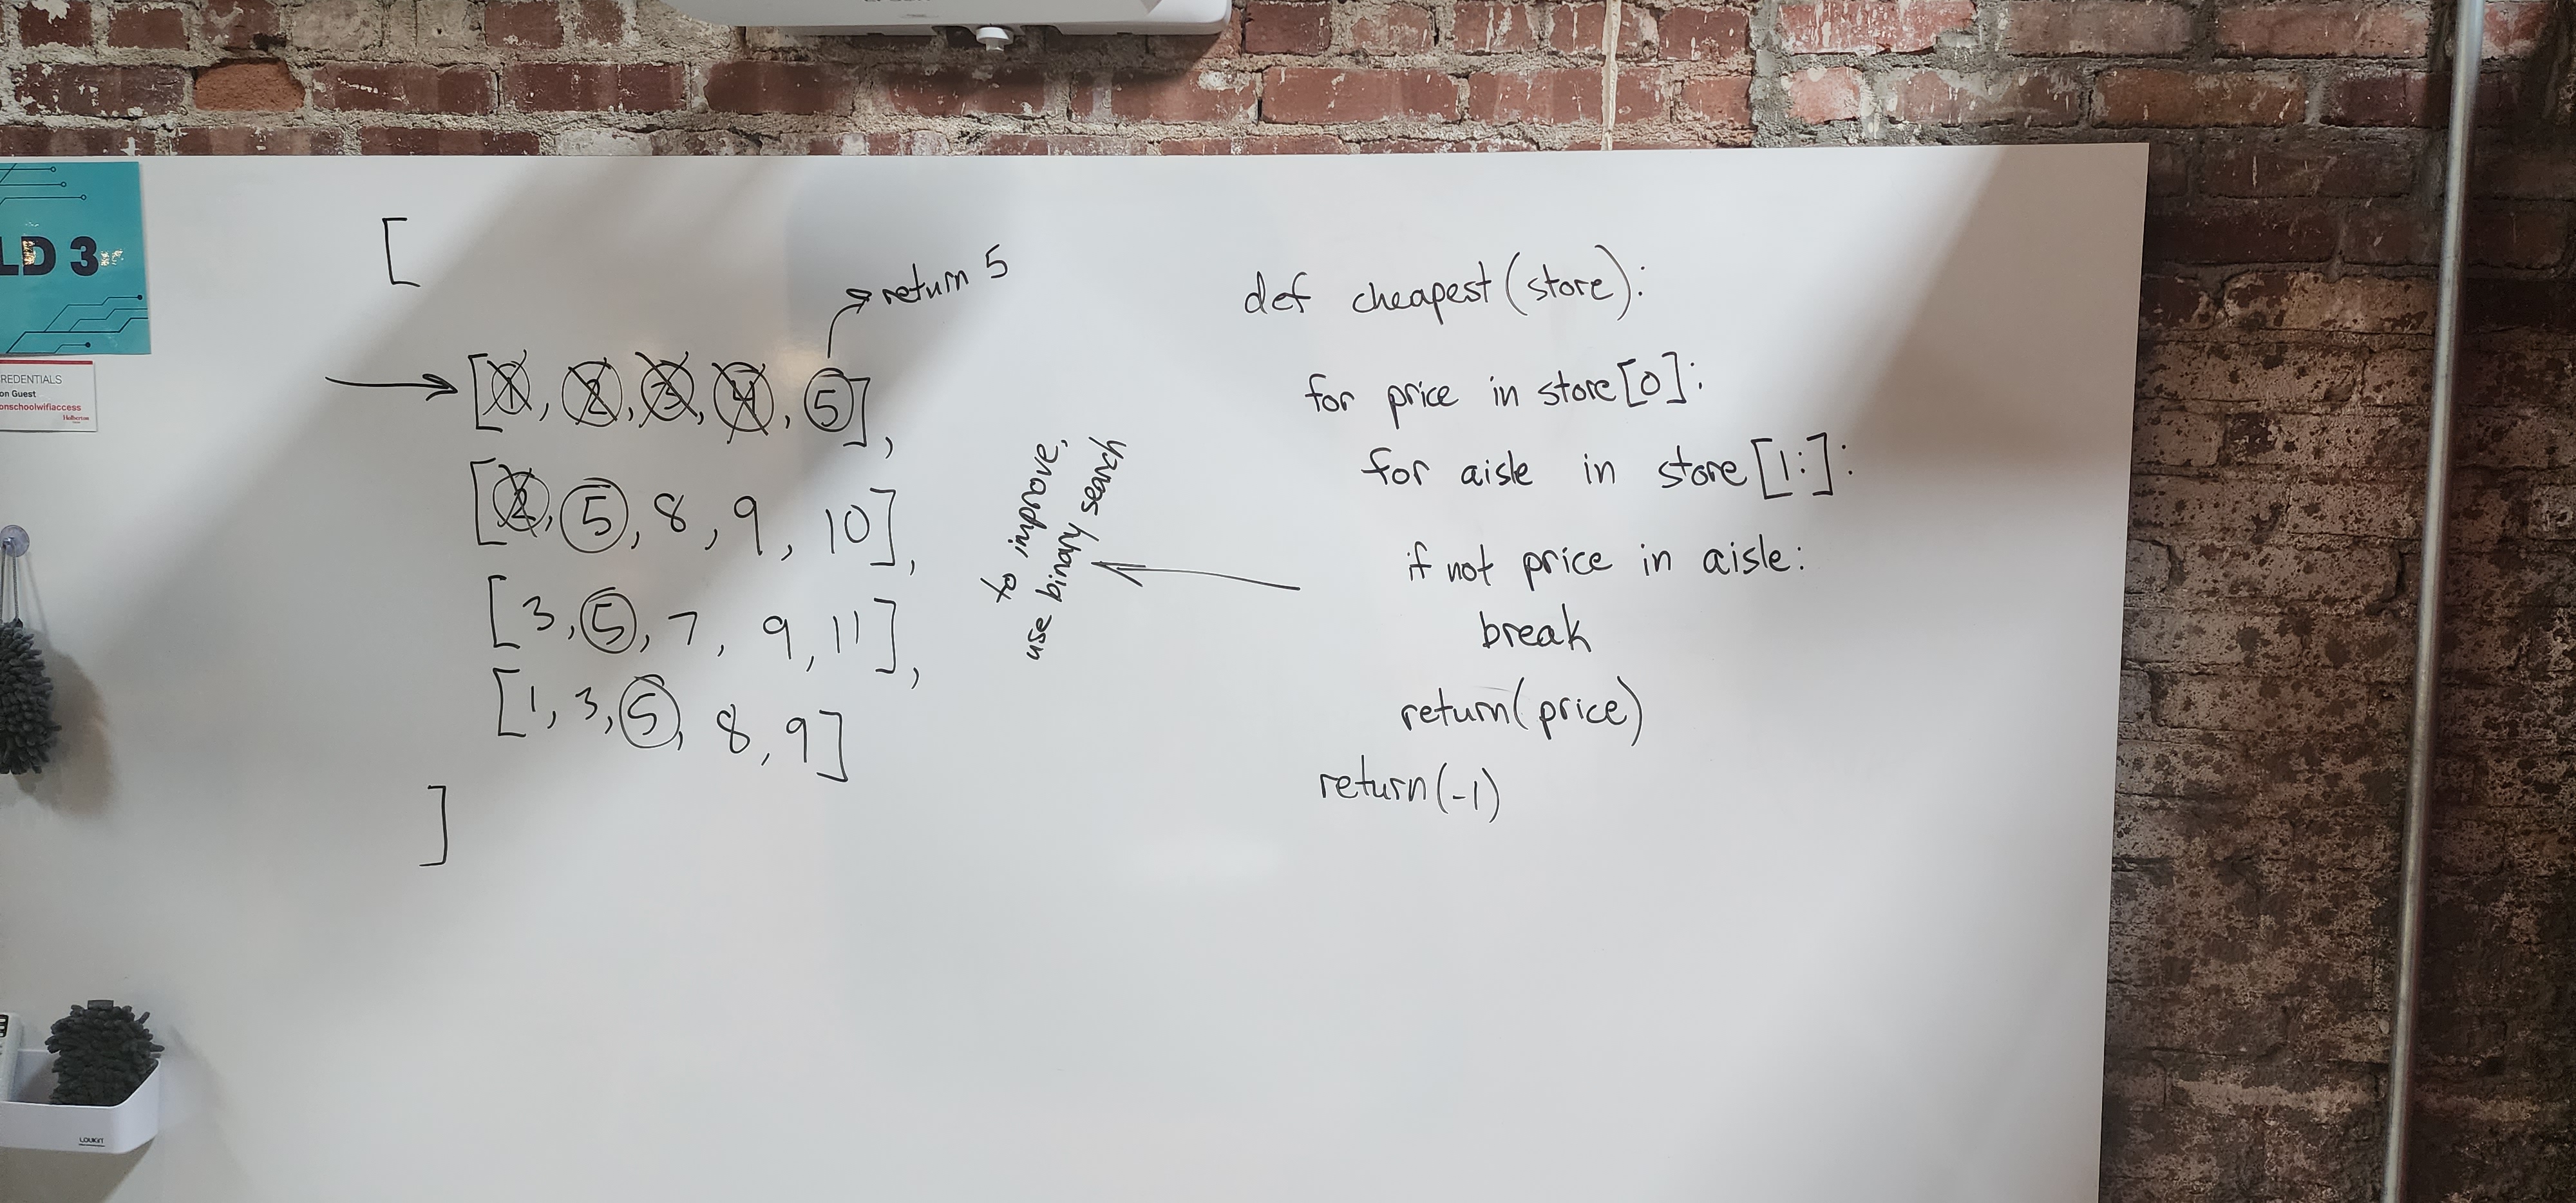 LD 3
REDENTIALS
on Guest
onschoolwifiaccess
Holberton
[
return 5
[1, 2, 3, 4, 5],
[2, 5, 8, 9, 10],
[3, 5, 7, 9, 11],
[1, 3, 5, 8, 9]
]
to improve:
use binary search
def cheapest(store):
for price in store[0]:
for aisle in store[1:]:
if not price in aisle:
break
return(price)
return(-1)